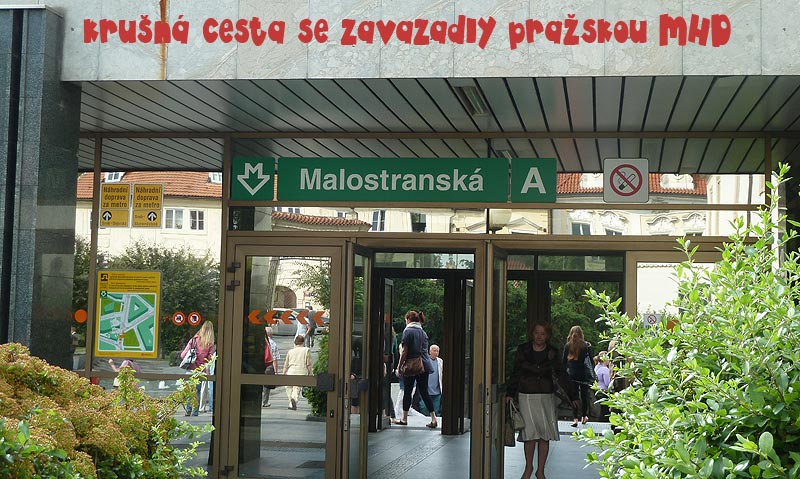 krušná cesta se zavazadly pražskou MHD
Malostranská A
Náhradní doprava za metro
Náhradní doprava za metro